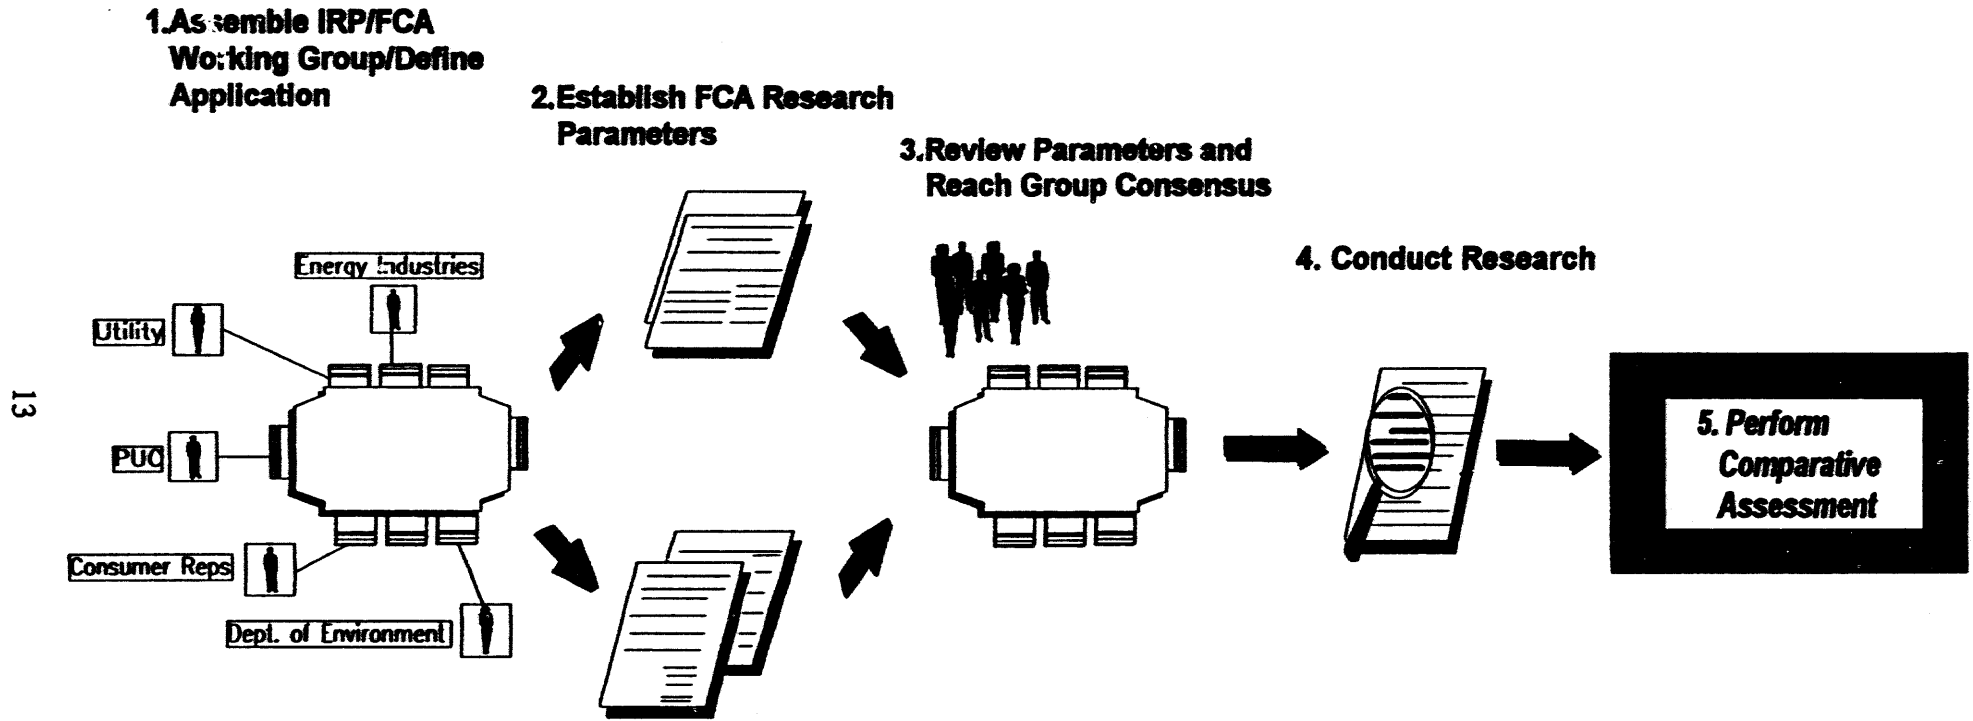 1.Assemble IRP/FCA
Working Group/Define
Application
2.Establish FCA Research
Parameters
3.Review Parameters and
Reach Group Consensus
4. Conduct Research
Energy Industries
Utility
PUC
Consumer Reps
Dept. of Environment
5. Perform
Comparative
Assessment
13